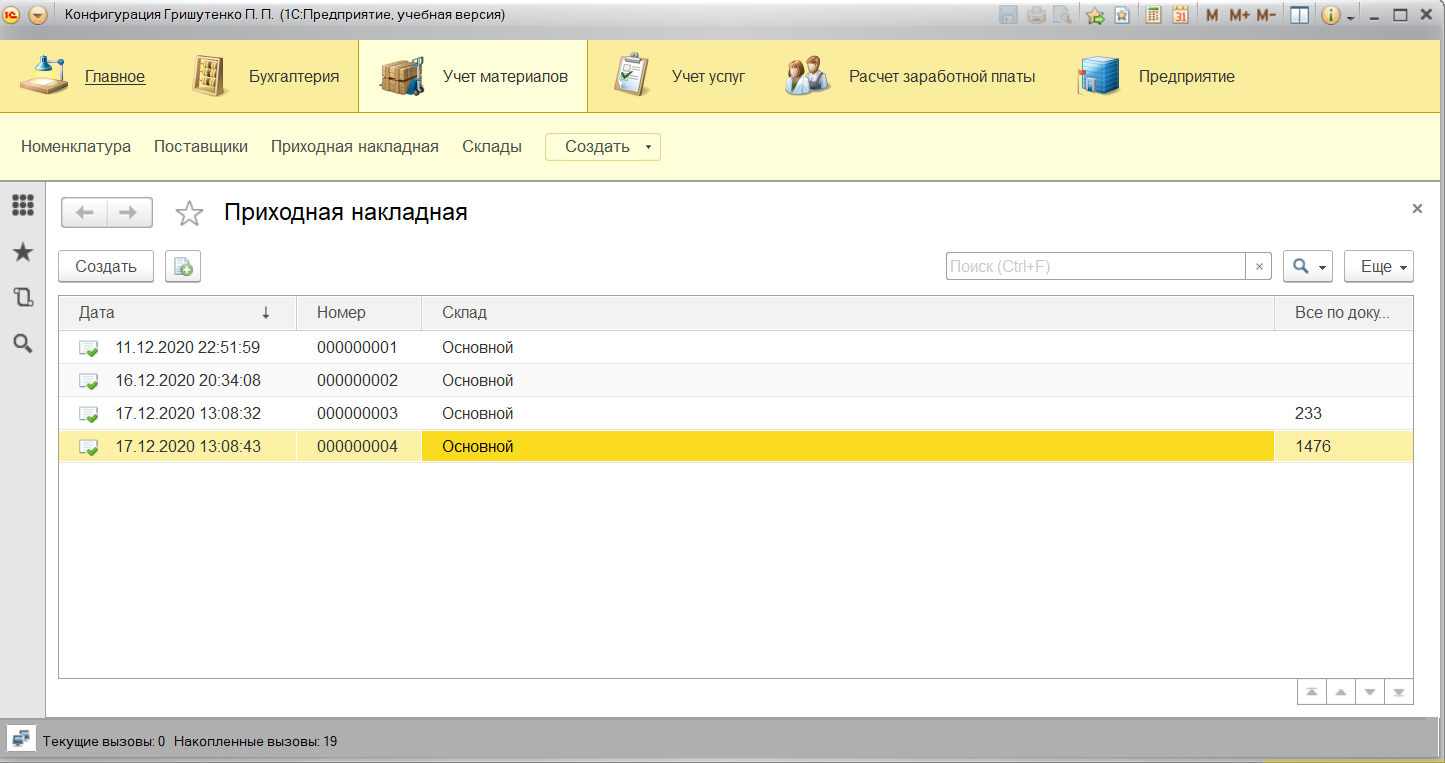 Конфигурация Гришутенко П. П. (1С:Предприятие, учебная версия)
31 M M+ M-
Главное Бухгалтерия Учет материалов Учет услуг Расчет заработной платы Предприятие
Номенклатура Поставщики Приходная накладная Склады Создать
Приходная накладная
Создать Поиск (Ctrl+F) Еще
Дата Номер Склад Все по доку...
11.12.2020 22:51:59 000000001 Основной
16.12.2020 20:34:08 000000002 Основной
17.12.2020 13:08:32 000000003 Основной 233
17.12.2020 13:08:43 000000004 Основной 1476
Текущие вызовы: 0 Накопленные вызовы: 19